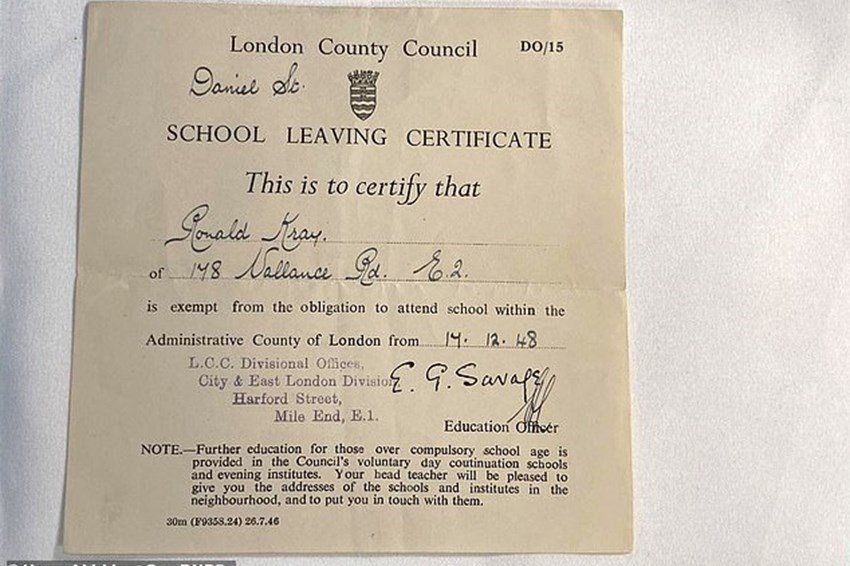 London County Council DO/15
Daniel St.
SCHOOL LEAVING CERTIFICATE
This is to certify that
Ronald Kray.
of 178 Vallance Rd. E.2.
is exempt from the obligation to attend school within the
Administrative County of London from 17. 12. 48
L.C.C. Divisional Offices,
City & East London Division
Harford Street,
Mile End, E.1.
E. G. Savage
Education Officer
NOTE.—Further education for those over compulsory school age is
provided in the Council's voluntary day coutinuation schools
and evening institutes. Your head teacher will be pleased to
give you the addresses of the schools and institutes in the
neighbourhood, and to put you in touch with them.
30m (F9358.24) 26.7.46